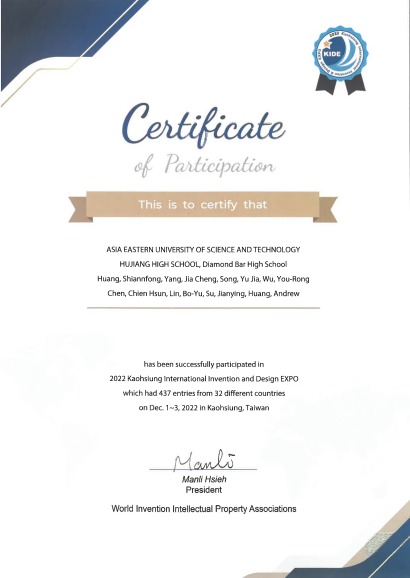 KIDE
Certificate
of Participation
This is to certify that
ASIA EASTERN UNIVERSITY OF SCIENCE AND TECHNOLOGY
HUJIANG HIGH SCHOOL, Diamond Bar High School
Huang, Shiannfong, Yang, Jia Cheng, Song, Yu Jia, Wu, You-Rong
Chen, Chien Hsun, Lin, Bo-Yu, Su, Jianying, Huang, Andrew
has been successfully participated in
2022 Kaohsiung International Invention and Design EXPO
which had 437 entries from 32 different countries
on Dec. 1~3, 2022 in Kaohsiung, Taiwan
Manli
Manli Hsieh
President
World Invention Intellectual Property Associations